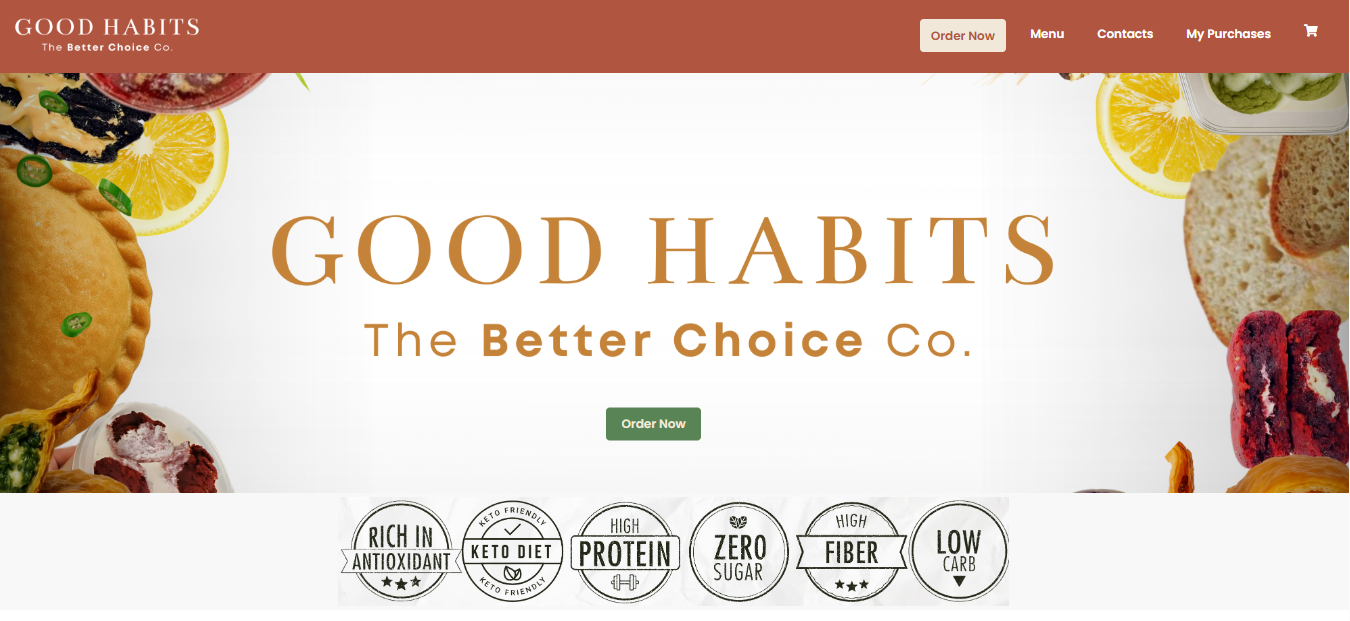 GOOD HABITS
The Better Choice Co.
Order Now
Menu
Contacts
My Purchases
GOOD HABITS
The Better Choice Co.
Order Now
RICH IN
ANTIOXIDANT
KETO FRIENDLY
KETO DIET
KETO FRIENDLY
HIGH
PROTEIN
ZERO
SUGAR
HIGH
FIBER
LOW
CARB